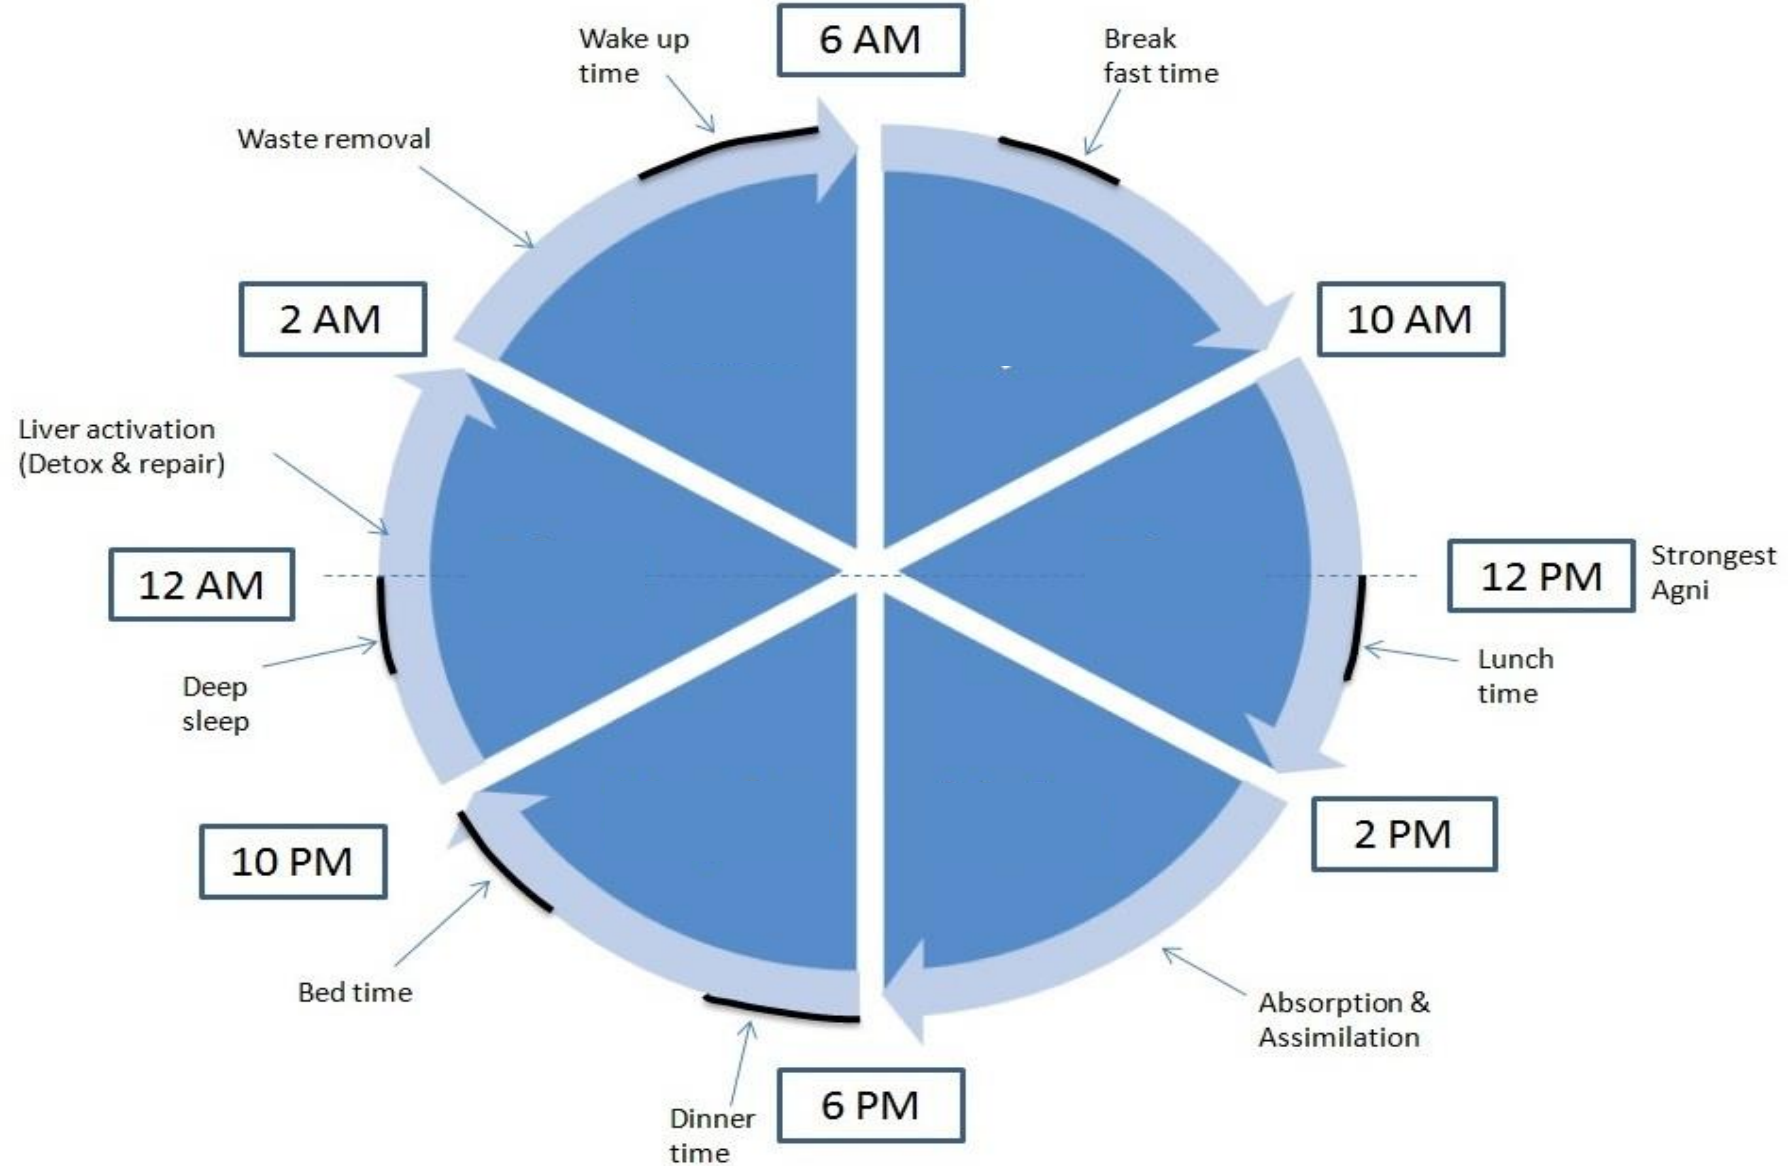 6 AM
Wake up
time
Break
fast time
Waste removal
2 AM
10 AM
Liver activation
(Detox & repair)
12 AM
12 PM
Strongest
Agni
Deep
sleep
Lunch
time
10 PM
2 PM
Bed time
Absorption &
Assimilation
Dinner
time
6 PM